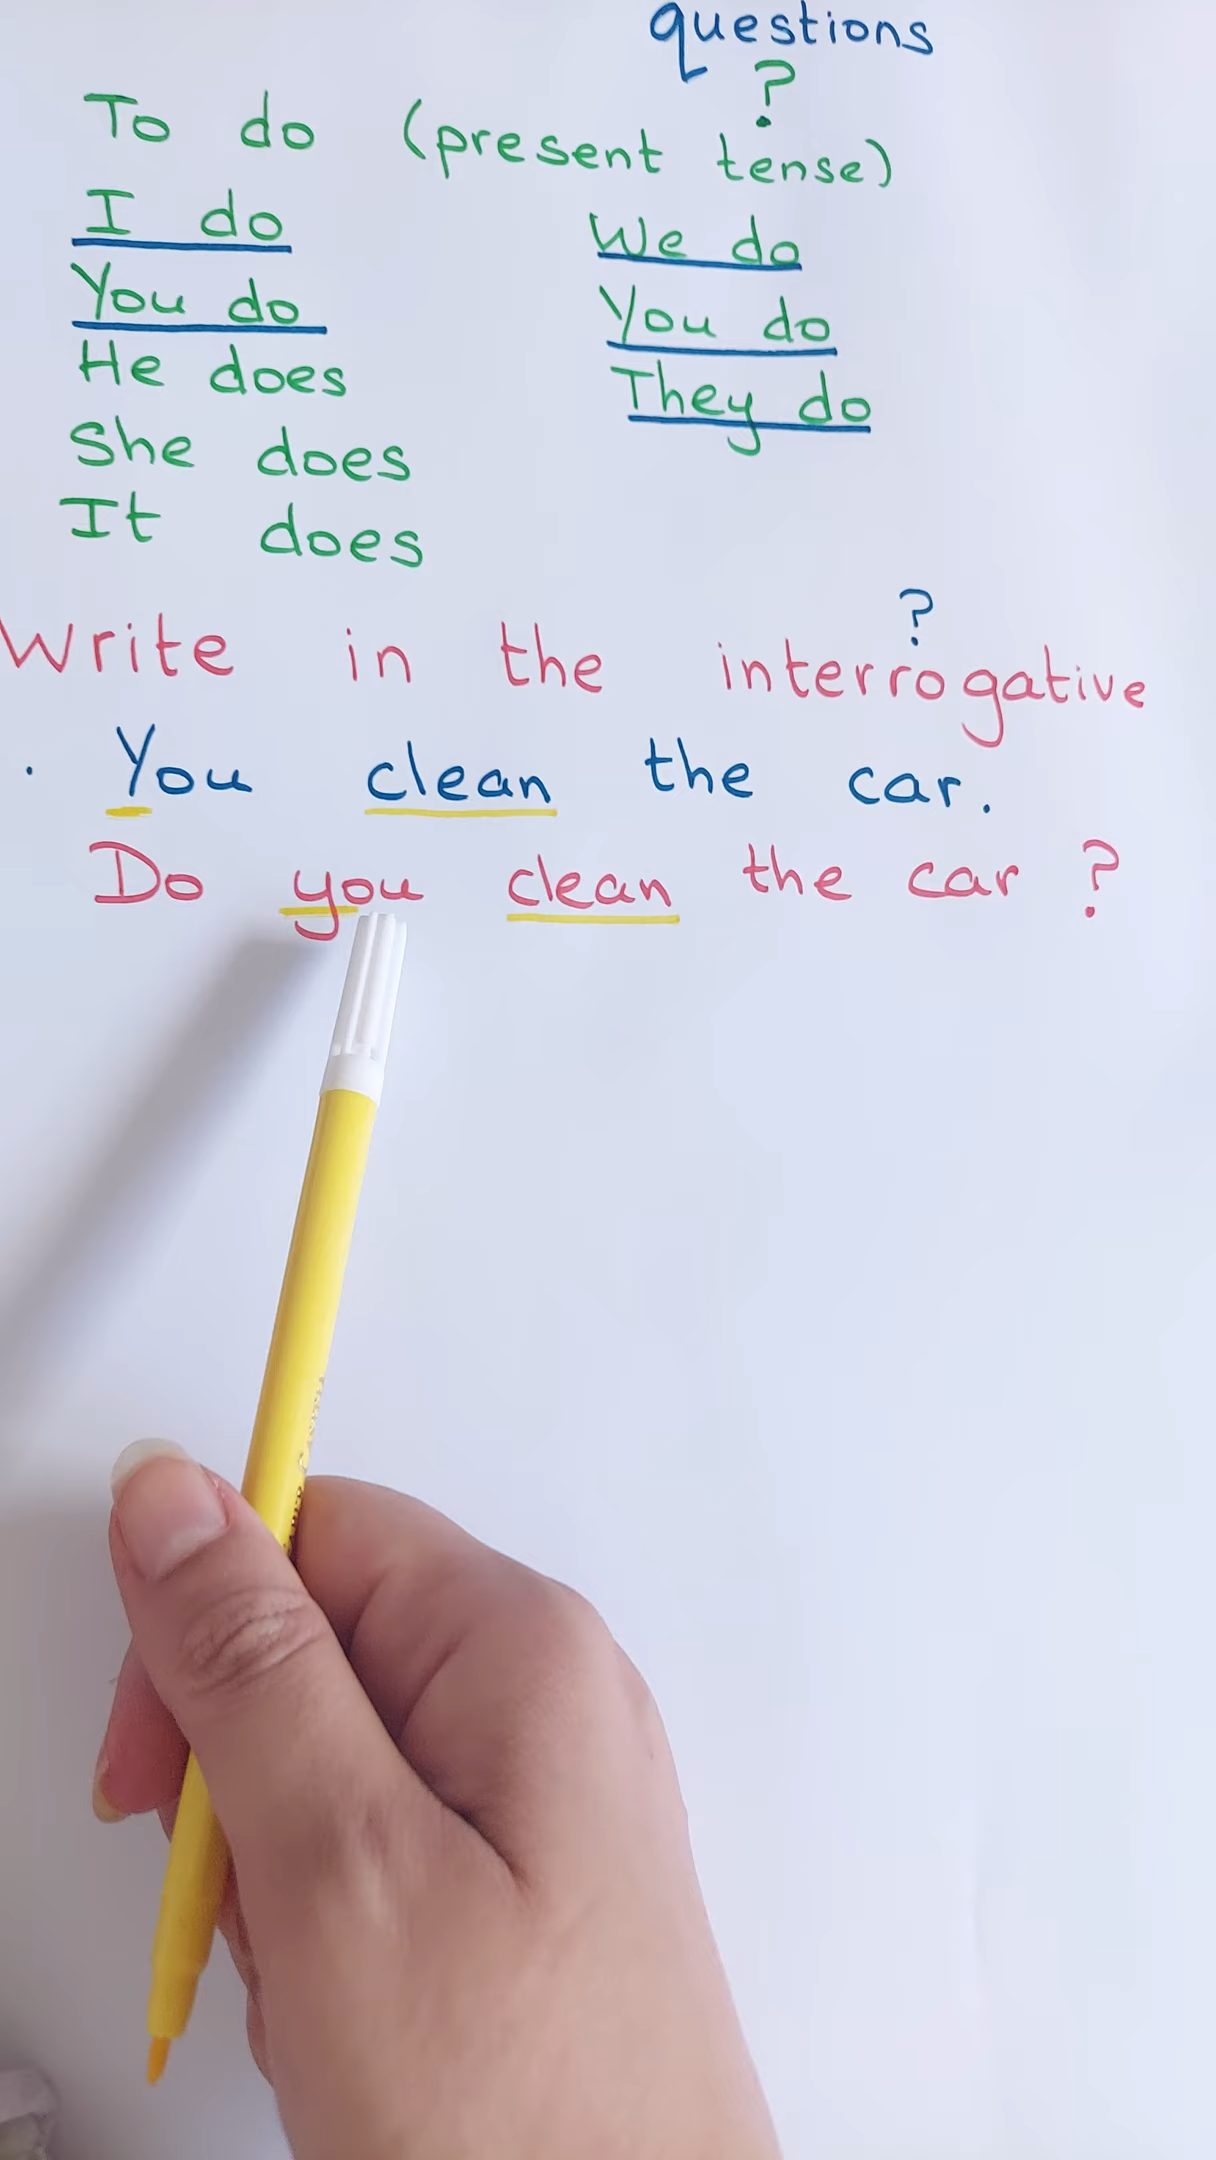 questions
?
To do (present tense)
I do
You do
He does
She does
It does
We do
You do
They do
?
Write in the interrogative
. You clean the car.
Do you clean the car ?